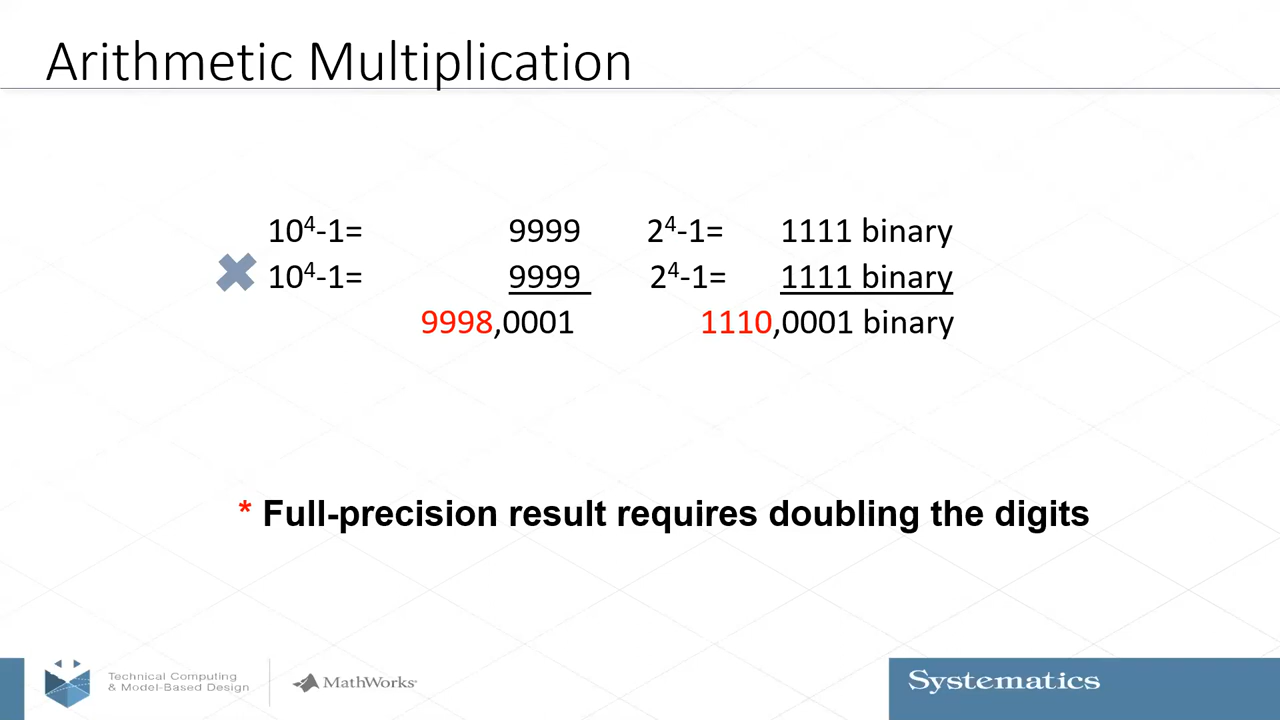 Arithmetic Multiplication
10⁴-1= 9999 2⁴-1= 1111 binary
10⁴-1= 9999 2⁴-1= 1111 binary
9998,0001 1110,0001 binary
* Full-precision result requires doubling the digits
Technical Computing
& Model-Based Design
MathWorks
Systematics